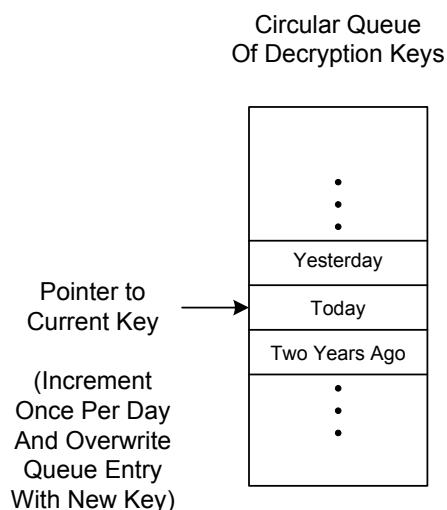 Circular Queue
Of Decryption Keys
Yesterday
Pointer to
Current Key
Today
Two Years Ago
(Increment
Once Per Day
And Overwrite
Queue Entry
With New Key)